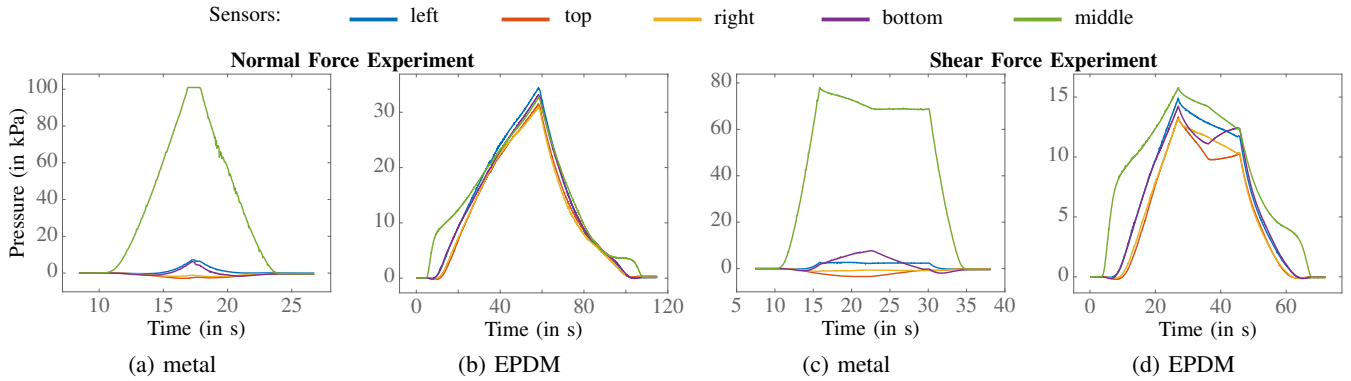 Sensors: left top right bottom middle
Normal Force Experiment Shear Force Experiment
Pressure (in kPa)
100
80
60
40
20
0
10 15 20 25
Time (in s)
(a) metal
30
20
10
0
0 40 80 120
Time (in s)
(b) EPDM
80
60
40
20
0
5 10 15 20 25 30 35 40
Time (in s)
(c) metal
15
10
5
0
0 20 40 60
Time (in s)
(d) EPDM